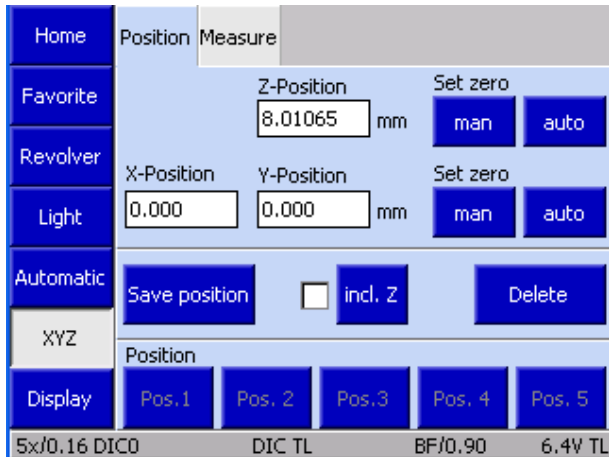 Home
Favorite
Revolver
Light
Automatic
XYZ
Display
Position Measure
Z-Position Set zero
8.01065 mm man auto
X-Position Y-Position Set zero
0.000 0.000 mm man auto
Save position incl. Z Delete
Position
Pos.1 Pos. 2 Pos.3 Pos. 4 Pos. 5
5x/0.16 DIC0 DIC TL BF/0.90 6.4V TL